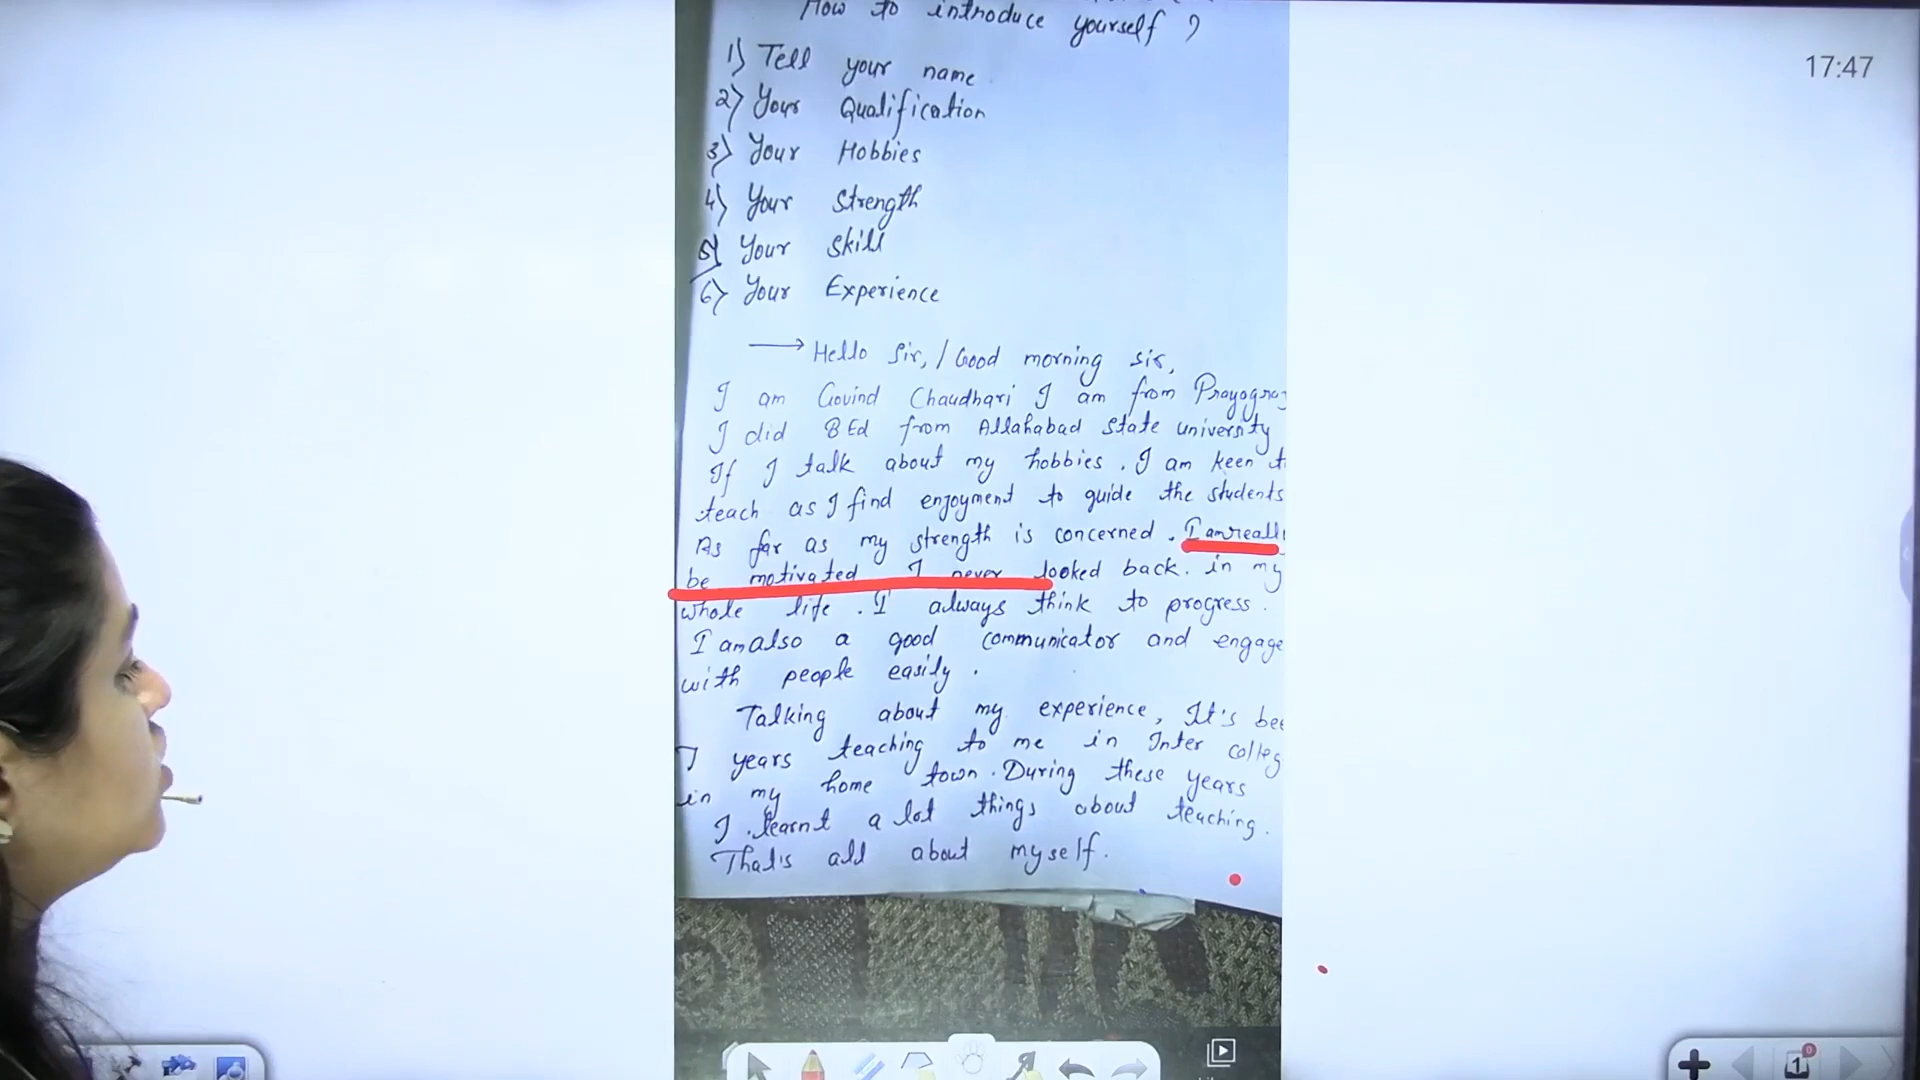 How to introduce yourself ?
17:47
1) Tell your name
2) Your Qualification
3) Your Hobbies
4) Your Strength
5) Your Skill
6) Your Experience
→ Hello Sir, / Good morning sir,
I am Govind Chaudhari I am from
I did B Ed from Allahabad state university
If I talk about my hobbies . I am keen
teach as I find enjoyment to guide the students
As far as my strength is concerned . I am
be motivated I never looked back . in my
whole life . I always think to progress .
I am also a good communicator and engage
with people easily .
Talking about my experience, It's
years teaching to me in Inter
in my home town . During these years
I learnt a lot things about teaching .
That's all about myself .
1
0